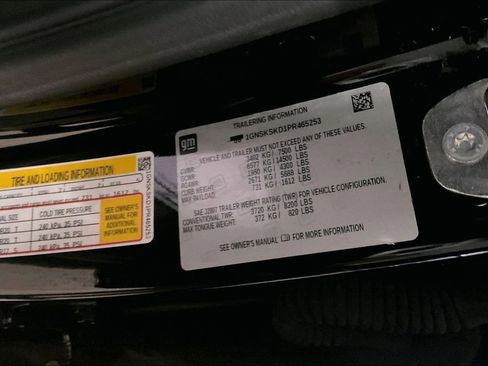 TRAILERING INFORMATION
gm
1GNSKSKD1PR465253
VEHICLE AND TRAILER MUST NOT EXCEED ANY OF THESE VALUES.
GVWR: 3402 KG / 7500 LBS
GCWR: 6577 KG / 14500 LBS
RGAWR: 1950 KG / 4300 LBS
CURB WEIGHT: 2671 KG / 5888 LBS
MAX PAYLOAD: 731 KG / 1612 LBS
SAE J2807 TRAILER WEIGHT RATING (TWR) FOR VEHICLE CONFIGURATION.
CONVENTIONAL TWR: 3720 KG / 8200 LBS
MAX TONGUE WEIGHT: 372 KG / 820 LBS
SEE OWNER'S MANUAL FOR MORE INFORMATION
TIRE AND LOADING INFORMATION
COLD TIRE PRESSURE
240 kPa, 35 PSI
240 kPa, 35 PSI
SEE OWNER'S
MANUAL FOR
ADDITIONAL
INFORMATION
1GNSKSKD1PR465253